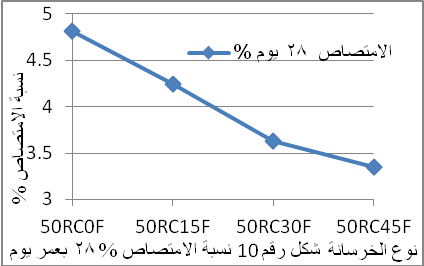 5
4.5
4
3.5
3
نسبة الامتصاص %
الامتصاص ٢٨ يوم %
50RC0F 50RC15F 50RC30F 50RC45F
نوع الخرسانة شكل رقم 10 نسبة الامتصاص % ٢٨ بعمر يوم